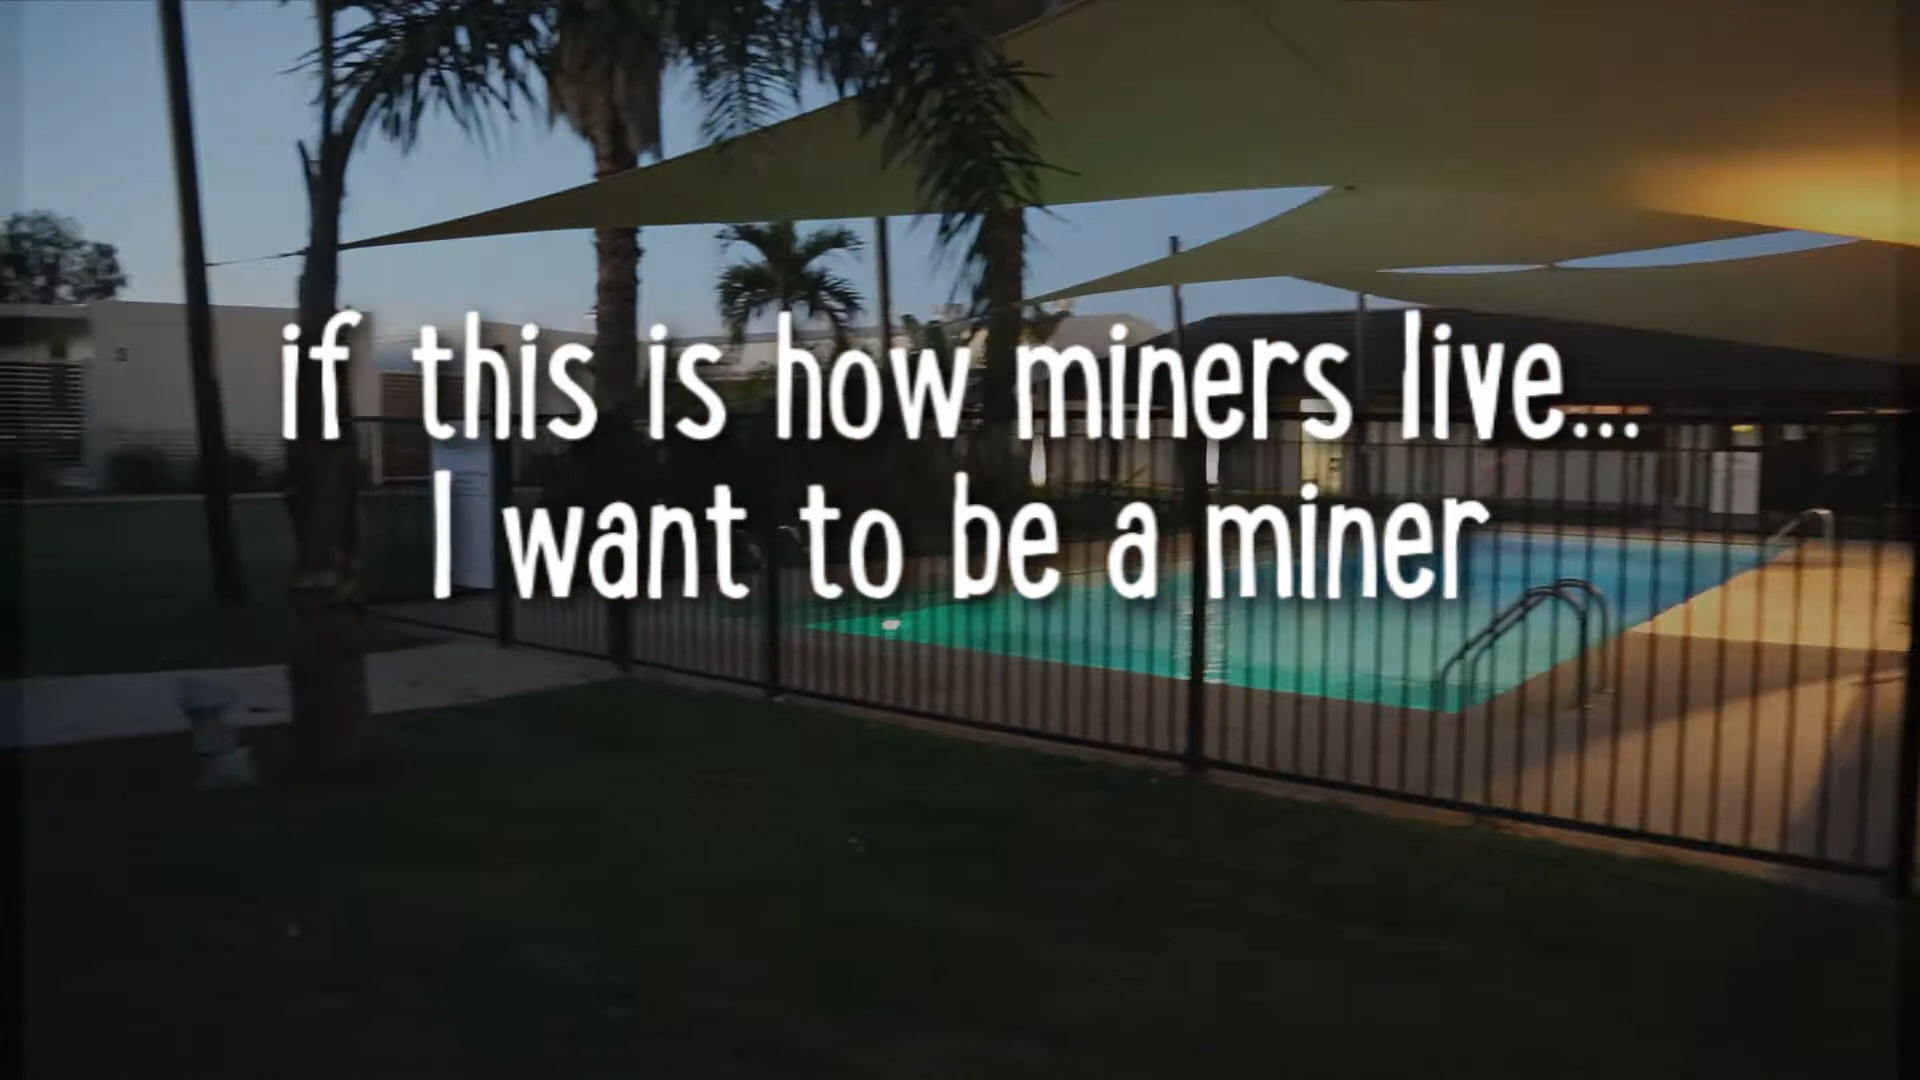 if this is how miners live...
I want to be a miner